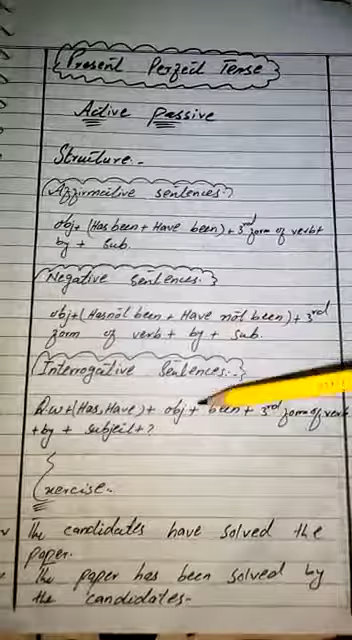 Present Perfect Tense
Active Passive
Structure:-
Affirmative sentences?
obj+ (Has been + Have been) + 3rd form of verb+
by + sub.
Negative Sentences.
obj+(Has not been + Have not been) + 3rd
form of verb + by + sub.
Interrogative Sentences:-
Q.w + (Has, Have) + obj + been + 3rd form of verb
+ by + subject + ?
Exercise.
The candidates have solved the
paper.
The paper has been solved by
the candidates-